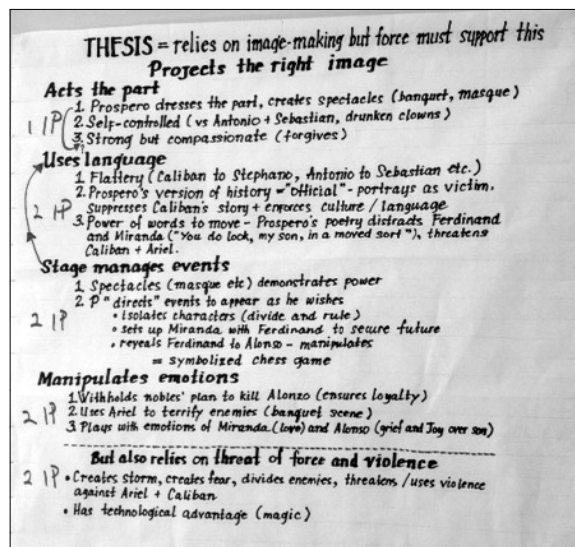 THESIS = relies on image-making but force must support this
Projects the right image
Acts the part
1. Prospero dresses the part, creates spectacles (banquet, masque)
2. Self-controlled (vs Antonio + Sebastian, drunken clowns)
3. Strong but compassionate (forgives)
1 IP
Uses language
1. Flattery (Caliban to Stephano, Antonio to Sebastian etc.)
2. Prospero's version of history = "official" - portrays as victim,
suppresses Caliban's story + enforces culture / language
3. Power of words to move - Prospero's poetry distracts Ferdinand
and Miranda ("You do look, my son, in a moved sort"), threatens
Caliban + Ariel.
2 IP
Stage manages events
1. Spectacles (masque etc) demonstrates power
2. P "directs" events to appear as he wishes
• isolates characters (divide and rule)
• sets up Miranda with Ferdinand to secure future
• reveals Ferdinand to Alonso - manipulates
= symbolized chess game
2 IP
Manipulates emotions
1. Withholds nobles' plan to kill Alonzo (ensures loyalty)
2. Uses Ariel to terrify enemies (banquet scene)
3. Plays with emotions of Miranda (love) and Alonso (grief and Joy over son)
2 IP
But also relies on threat of force and violence
• Creates storm, creates fear, divides enemies, threatens / uses violence
against Ariel + Caliban
• Has technological advantage (magic)
2 IP